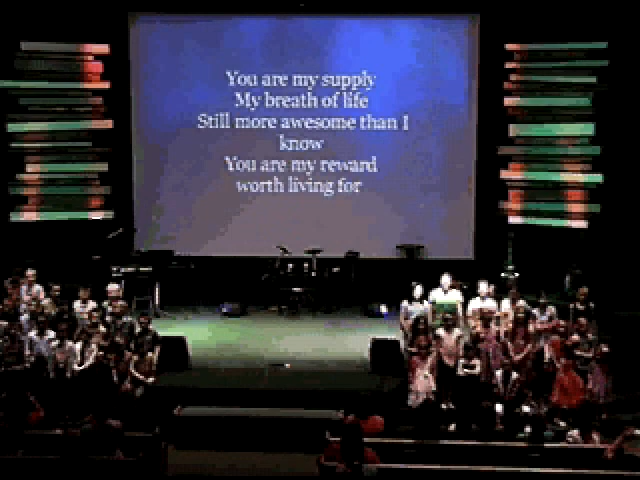 You are my supply
My breath of life
Still more awesome than I
know
You are my reward
worth living for